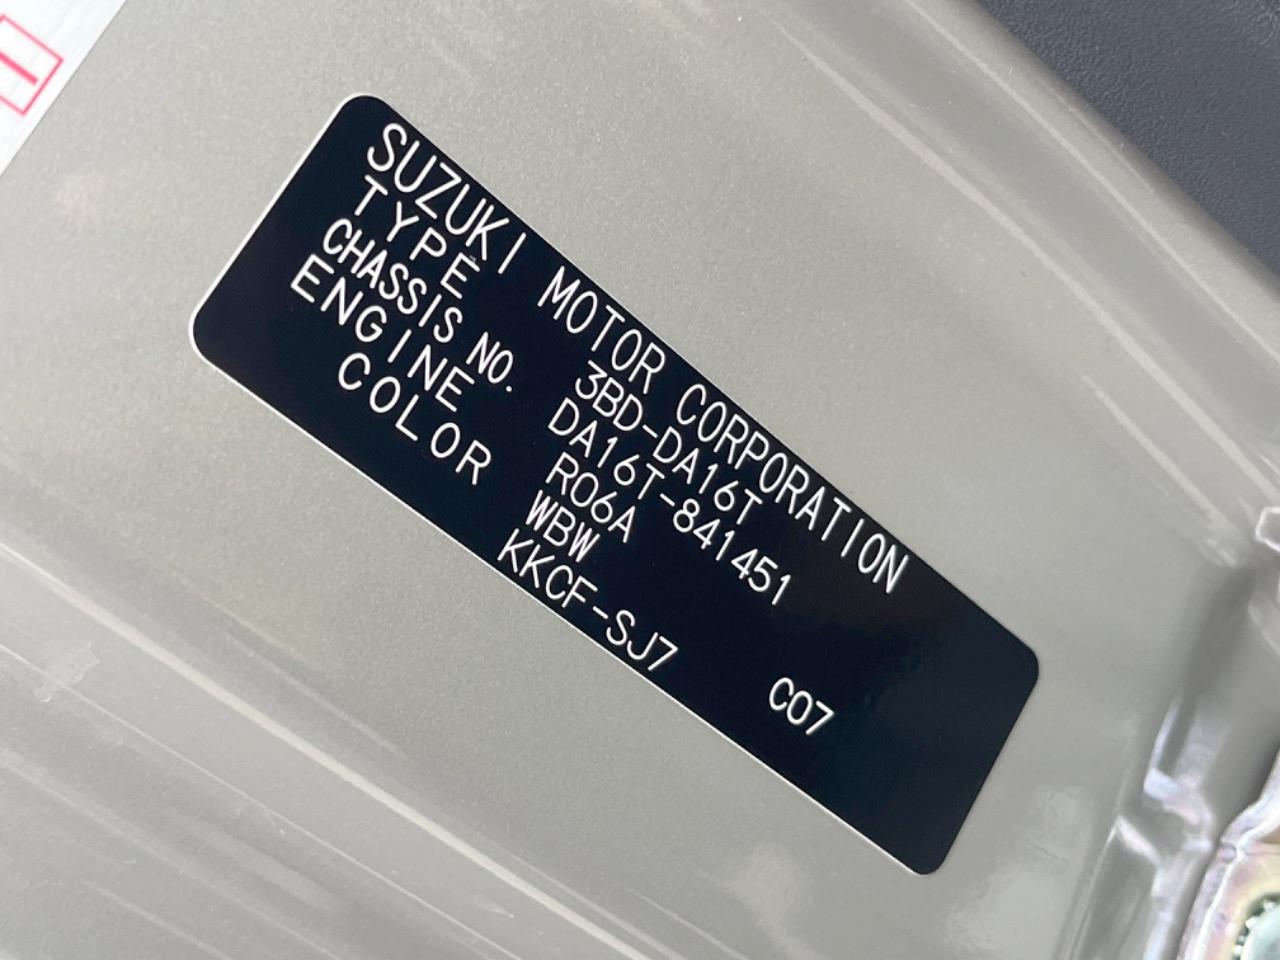 SUZUKI MOTOR CORPORATION
TYPE 3BD-DA16T
CHASSIS NO. DA16T-841451
ENGINE R06A
COLOR WBW
KKCF-SJ7 C07